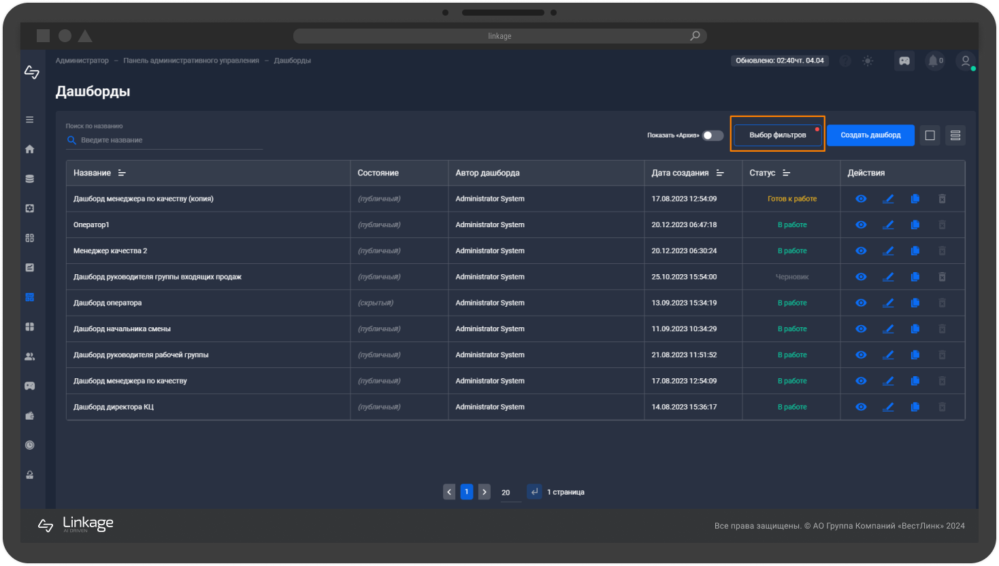 linkage
Администратор – Панель административного управления – Дашборды
Обновлено: 02:40чт. 04.04
0
Дашборды
Поиск по названию
Введите название
Показать «Архив»
Выбор фильтров
Создать дашборд
Название Состояние Автор дашборда Дата создания Статус Действия
Дашборд менеджера по качеству (копия) (публичный) Administrator System 17.08.2023 12:54:09 Готов к работе
Оператор1 (публичный) Administrator System 20.12.2023 06:47:18 В работе
Менеджер качества 2 (публичный) Administrator System 20.12.2023 06:30:24 В работе
Дашборд руководителя группы входящих продаж (публичный) Administrator System 25.10.2023 15:54:00 Черновик
Дашборд оператора (скрытый) Administrator System 13.09.2023 15:34:19 В работе
Дашборд начальника смены (публичный) Administrator System 11.09.2023 10:34:29 В работе
Дашборд руководителя рабочей группы (публичный) Administrator System 21.08.2023 11:51:52 В работе
Дашборд менеджера по качеству (публичный) Administrator System 17.08.2023 12:54:09 В работе
Дашборд директора КЦ (публичный) Administrator System 14.08.2023 15:36:17 В работе
1 20 1 страница
Linkage
AI DRIVEN
Все права защищены. © АО Группа Компаний «ВестЛинк» 2024